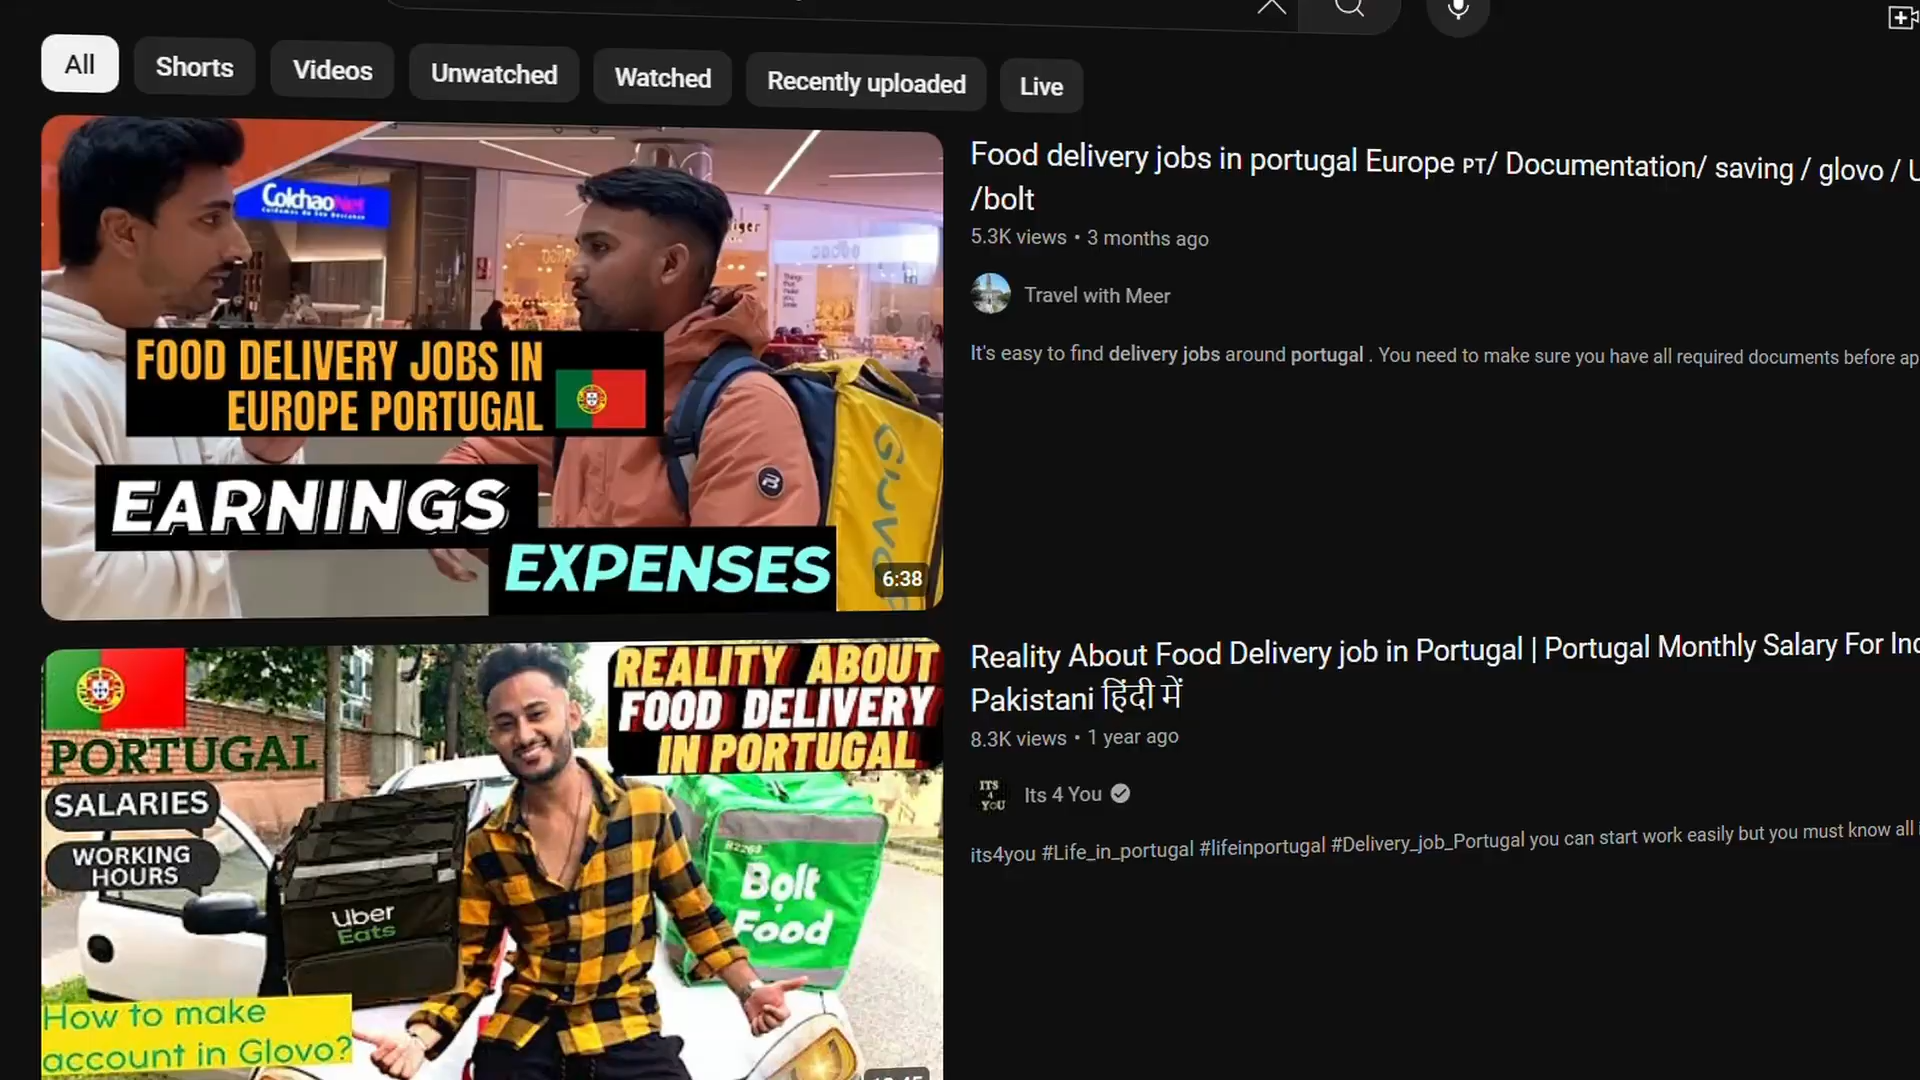 All
Shorts
Videos
Unwatched
Watched
Recently uploaded
Live
Colchao
FOOD DELIVERY JOBS IN
EUROPE PORTUGAL
EARNINGS
EXPENSES
6:38
Food delivery jobs in portugal Europe PT/ Documentation/ saving / glovo /
/bolt
5.3K views • 3 months ago
Travel with Meer
It's easy to find delivery jobs around portugal . You need to make sure you have all required documents before
REALITY ABOUT
FOOD DELIVERY
IN PORTUGAL
PORTUGAL
SALARIES
WORKING
HOURS
Uber
Eats
Bolt
Food
How to make
account in Glovo?
Reality About Food Delivery job in Portugal | Portugal Monthly Salary For
Pakistani हिंदी में
8.3K views • 1 year ago
ITS
4
YOU
Its 4 You
its4you #Life_in_portugal #lifeinportugal #Delivery_job_Portugal you can start work easily but you must know all